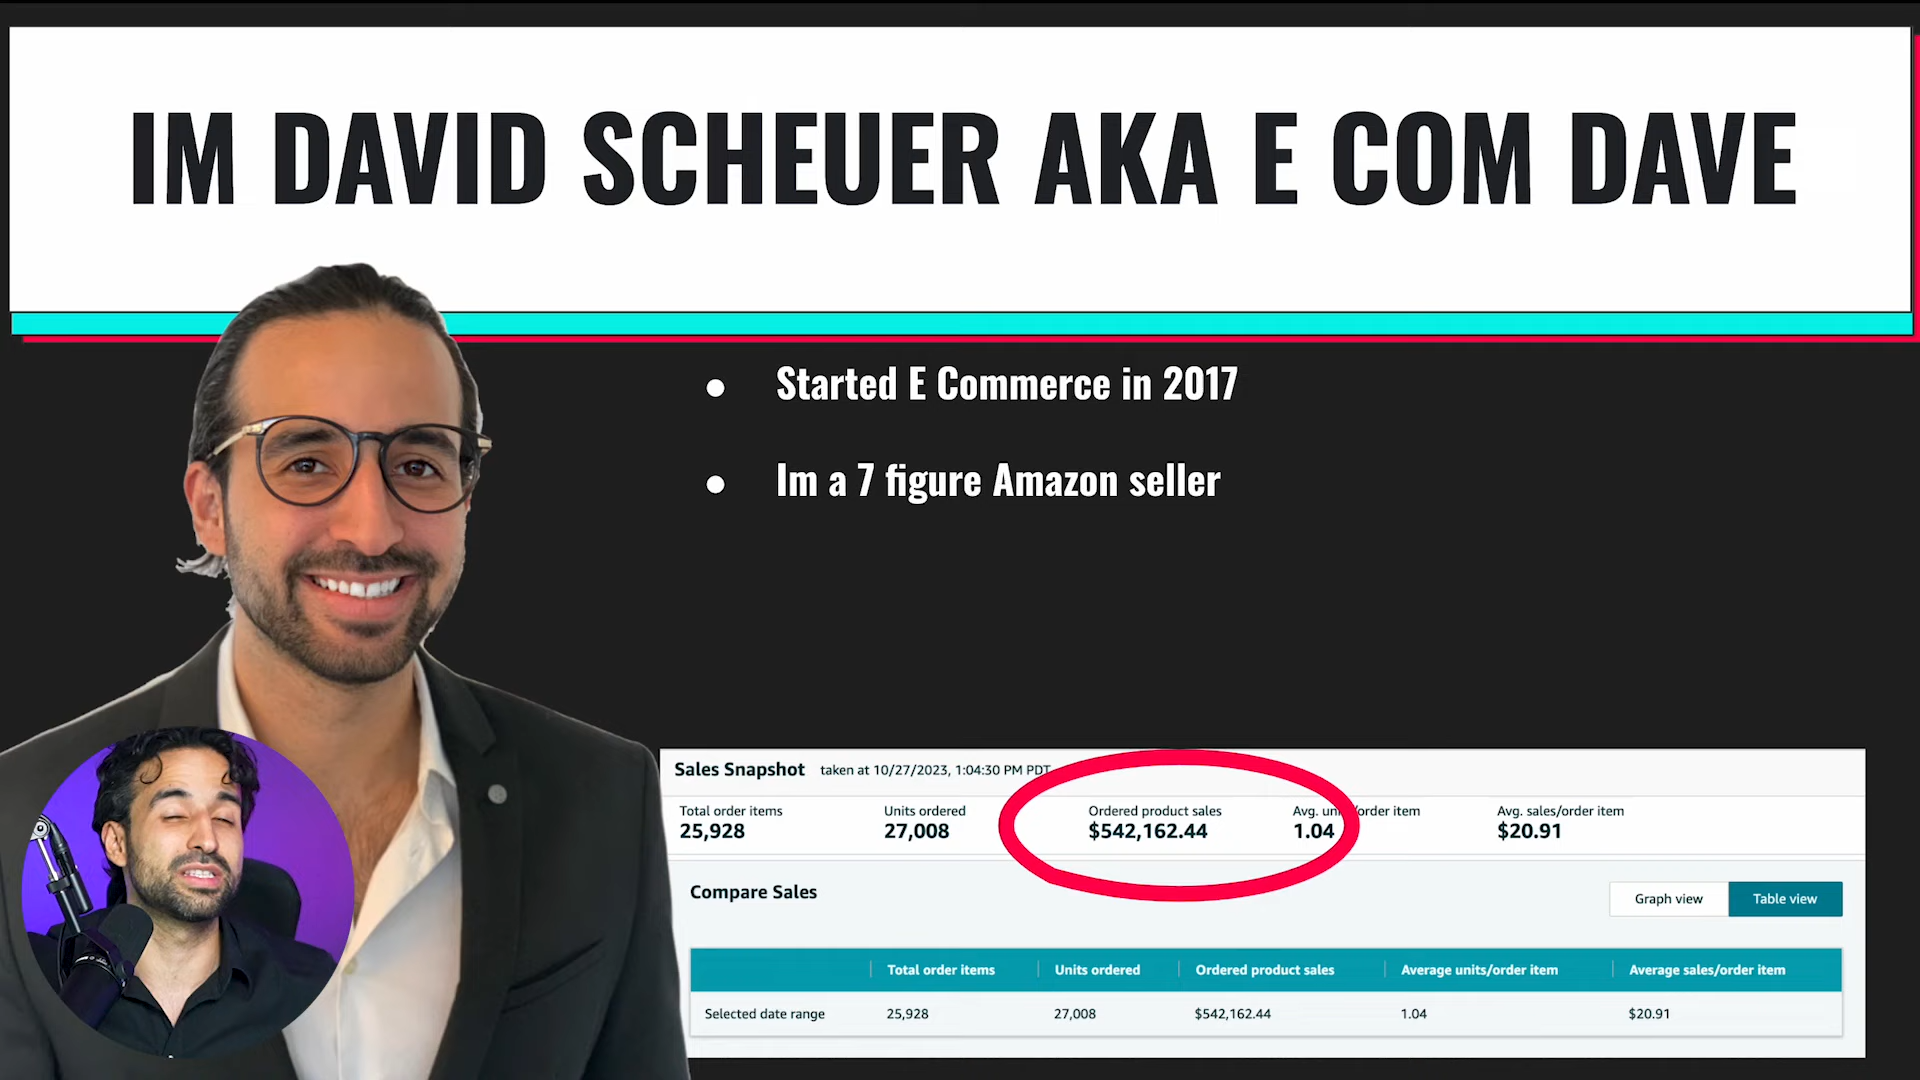 IM DAVID SCHEUER AKA E COM DAVE
● Started E Commerce in 2017
● Im a 7 figure Amazon seller
Sales Snapshot taken at 10/27/2023, 1:04:30 PM PDT
Total order items Units ordered Ordered product sales Avg. un order item Avg. sales/order item
25,928 27,008 $542,162.44 1.04 $20.91
Compare Sales
Graph view Table view
Total order items Units ordered Ordered product sales Average units/order item Average sales/order item
Selected date range 25,928 27,008 $542,162.44 1.04 $20.91